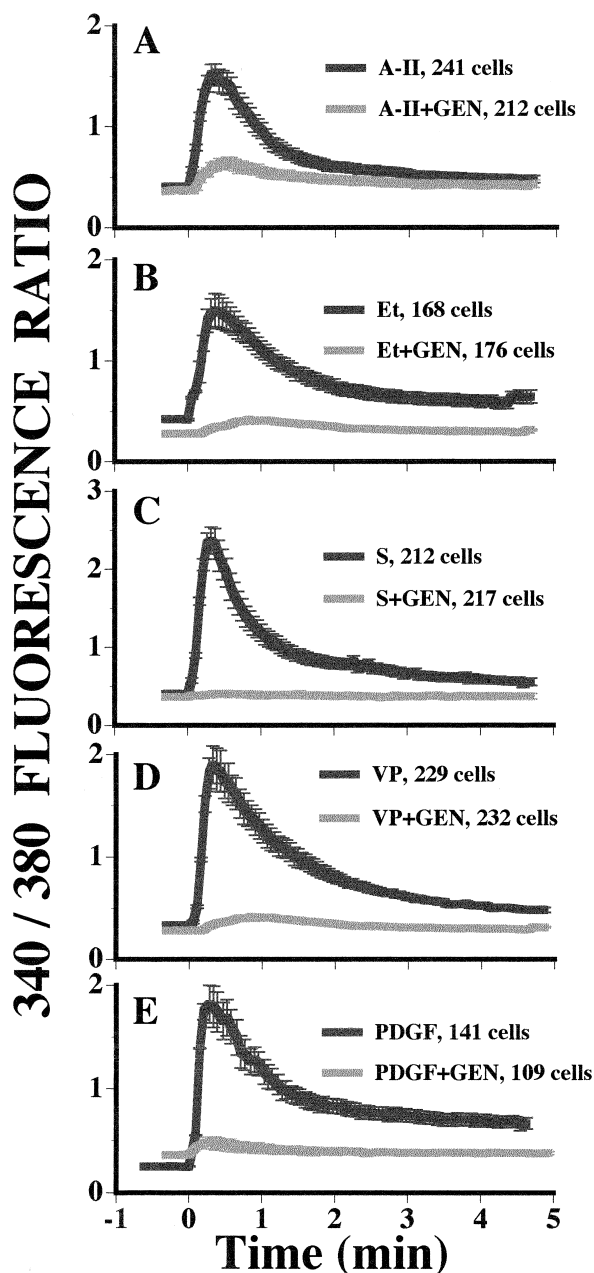 340 / 380 FLUORESCENCE RATIO
2
A
A-II, 241 cells
A-II+GEN, 212 cells
1
0
2
B
Et, 168 cells
Et+GEN, 176 cells
1
0
3
C
S, 212 cells
2
S+GEN, 217 cells
1
0
2
D
VP, 229 cells
VP+GEN, 232 cells
1
0
2
E
PDGF, 141 cells
PDGF+GEN, 109 cells
1
0
-1 0 1 2 3 4 5
Time (min)